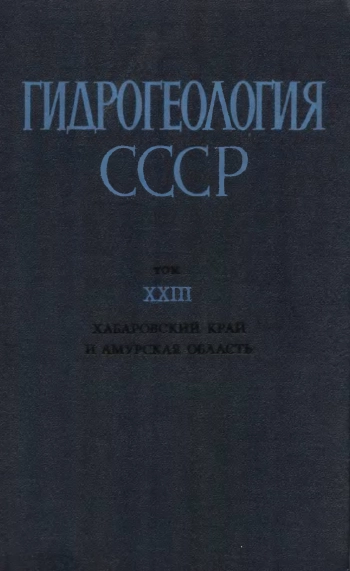 ГИДРОГЕОЛОГИЯ
СССР
ТОМ
XXIII
ХАБАРОВСКИЙ КРАЙ
И АМУРСКАЯ ОБЛАСТЬ